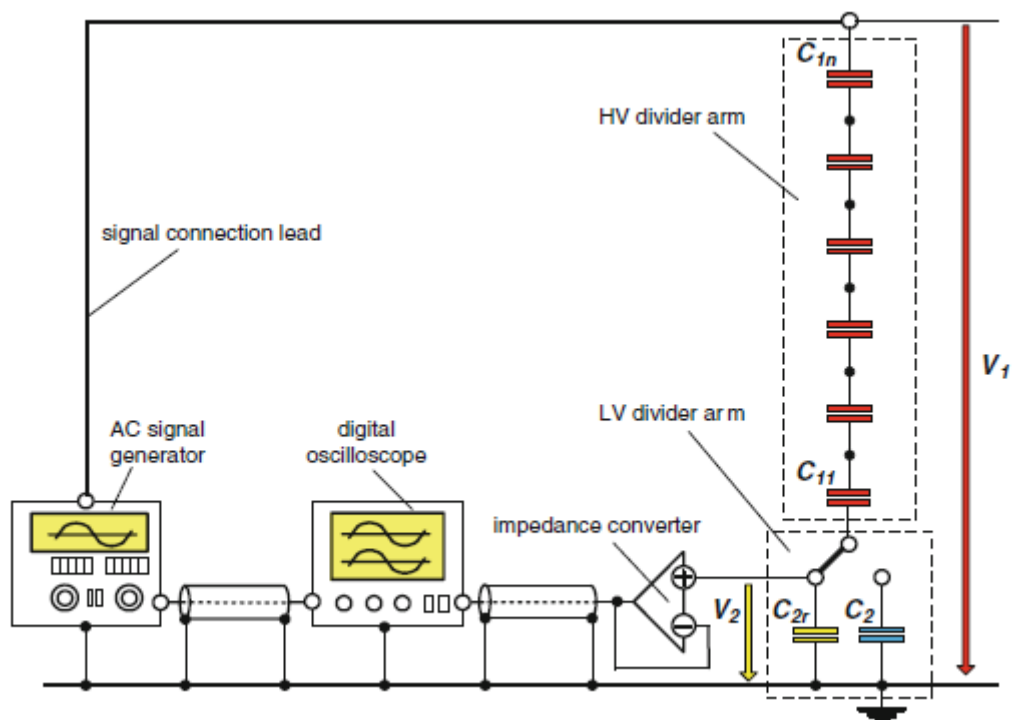 C1n
HV divider arm
signal connection lead
V1
LV divider arm
AC signal
generator
digital
oscilloscope
C11
impedance converter
V2
C2r
C2